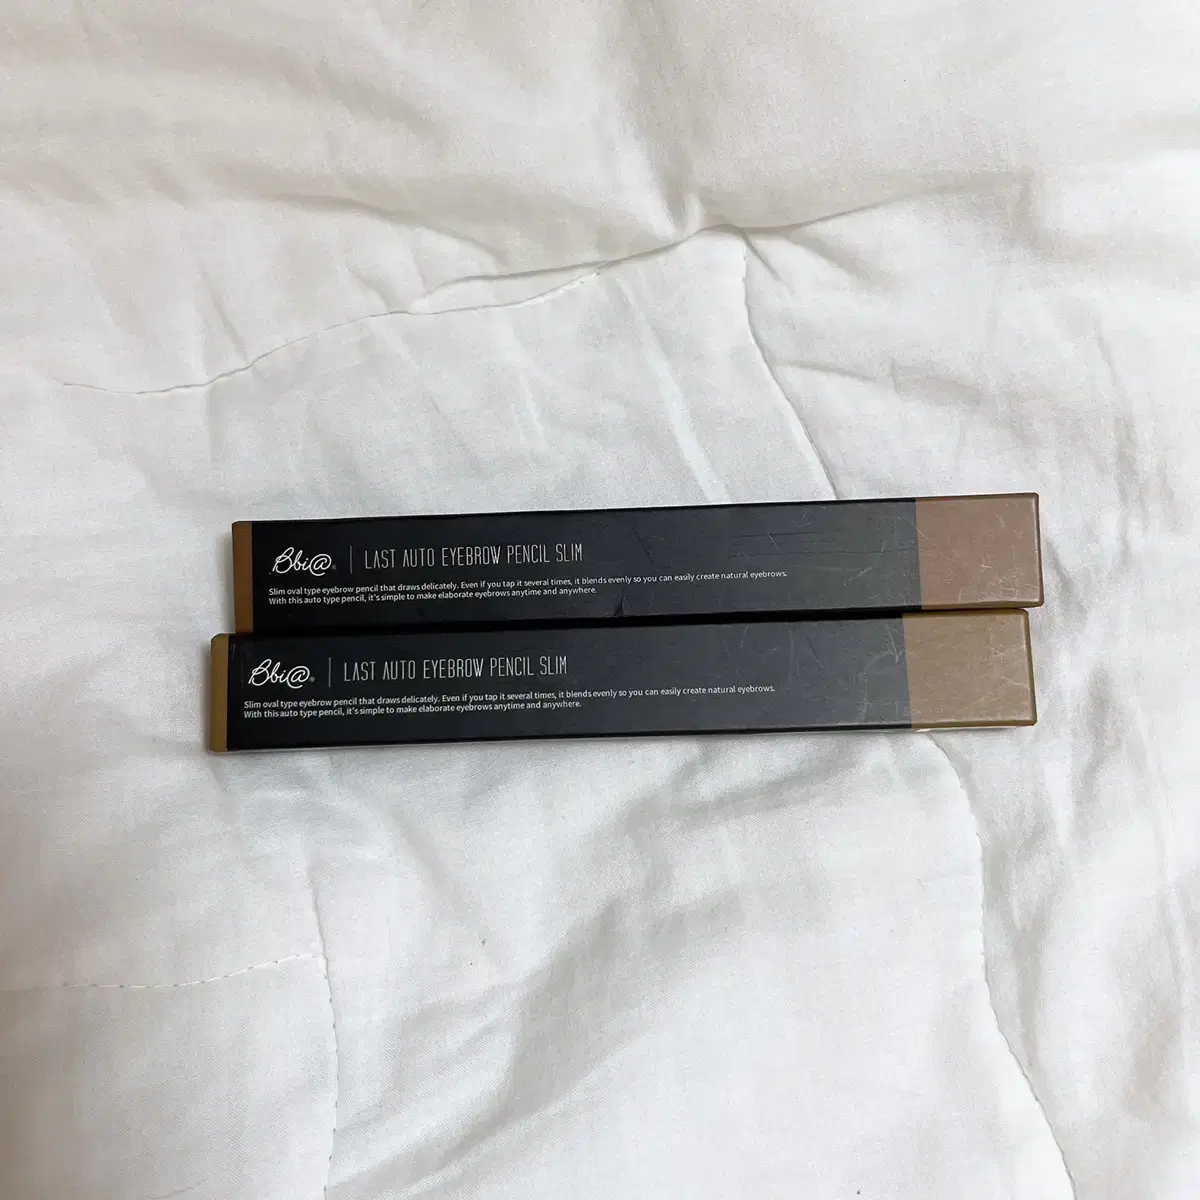 Bbi@® | LAST AUTO EYEBROW PENCIL SLIM
Slim oval type eyebrow pencil that draws delicately. Even if you tap it several times, it blends evenly so you can easily create natural eyebrows.
With this auto type pencil, it's simple to make elaborate eyebrows anytime and anywhere.
Bbi@® | LAST AUTO EYEBROW PENCIL SLIM
Slim oval type eyebrow pencil that draws delicately. Even if you tap it several times, it blends evenly so you can easily create natural eyebrows.
With this auto type pencil, it's simple to make elaborate eyebrows anytime and anywhere.